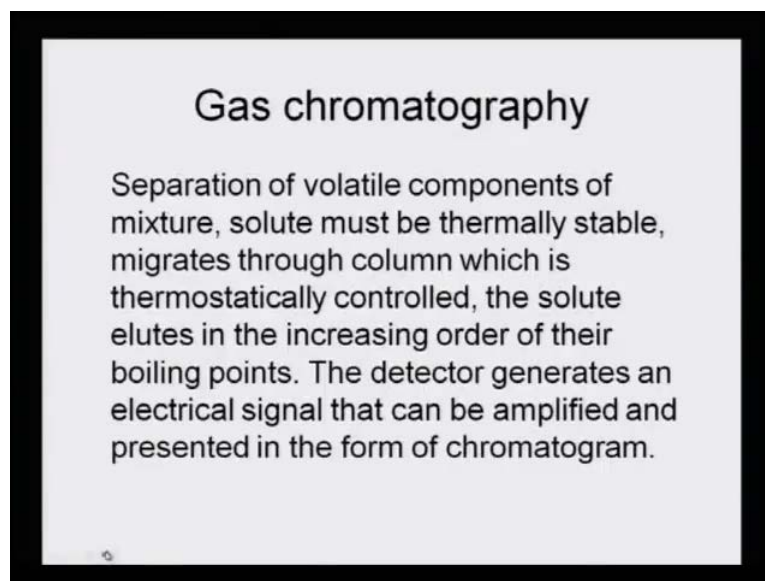 Gas chromatography
Separation of volatile components of
mixture, solute must be thermally stable,
migrates through column which is
thermostatically controlled, the solute
elutes in the increasing order of their
boiling points. The detector generates an
electrical signal that can be amplified and
presented in the form of chromatogram.